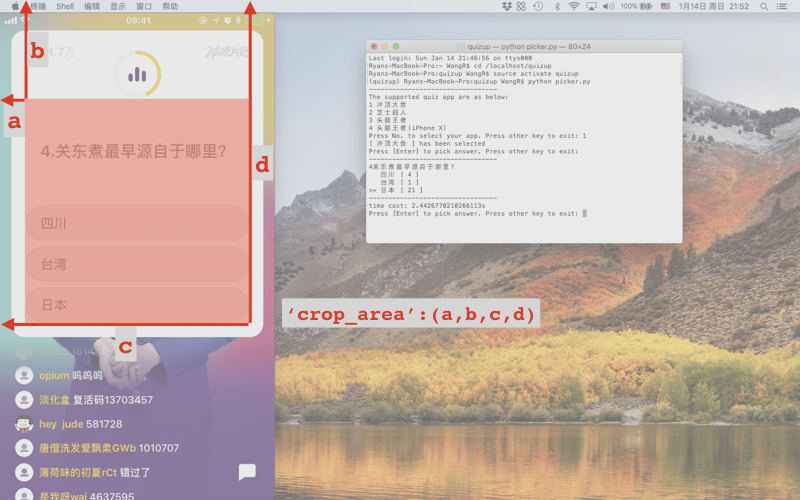 终端 Shell 编辑 显示 窗口 帮助
100% 1月14日 周日 21:52
09:41
4.7万
冲顶大会
b
a
d
c
4.关东煮最早源自于哪里?
四川
台湾
日本
'crop_area':(a,b,c,d)
opium 呜呜呜
淡化盒 复活码13703457
hey jude 581728
唐僧洗发爱飘柔GWb 1010707
薄荷味的初夏rCt 错过了
是我呀wai 4637595
quizup — python picker.py — 80×24
Last login: Sun Jan 14 21:46:56 on ttys000
Ryans-MacBook-Pro:~ WangR$ cd /localhost/quizup
Ryans-MacBook-Pro:quizup WangR$ source activate quizup
(quizup) Ryans-MacBook-Pro:quizup WangR$ python picker.py
--------------------------------
The supported quiz app are as below:
1 冲顶大会
2 芝士超人
3 头脑王者
4 头脑王者(iPhone X)
Press No. to select your app. Press other key to exit: 1
[ 冲顶大会 ] has been selected
Press [Enter] to pick answer. Press other key to exit:
--------------------------------
4关东煮最早源自于哪里?
四川 [ 4 ]
台湾 [ 1 ]
>> 日本 [ 21 ]
--------------------------------
time cost: 2.4426770210266113s
Press [Enter] to pick answer. Press other key to exit: